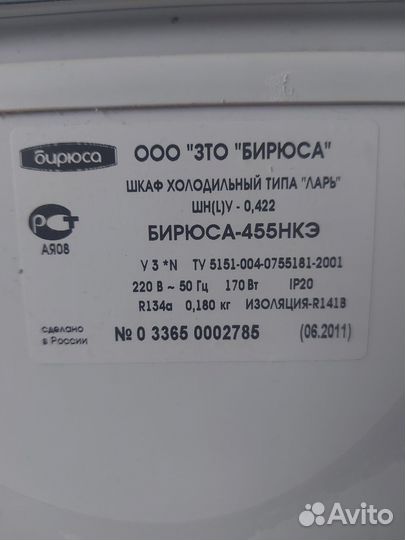 бирюса ООО "ЗТО "БИРЮСА"
ШКАФ ХОЛОДИЛЬНЫЙ ТИПА "ЛАРЬ"
ШН(L)У - 0,422
РСТ
АЯ08
БИРЮСА-455НКЭ
У 3 *N ТУ 5151-004-0755181-2001
220 В ~ 50 Гц 170 Вт IP20
R134a 0,180 кг ИЗОЛЯЦИЯ-R141B
сделано
в России
№ 0 3365 0002785 (06.2011)
Avito